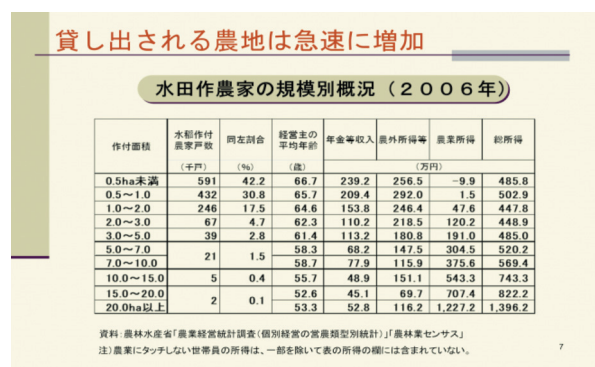 貸し出される農地は急速に増加
水田作農家の規模別概況（２００６年）
作付面積 水稲作付農家戸数 同左割合 経営主の平均年齢 年金等収入 農外所得等 農業所得 総所得
（千戸） （％） （歳） （万円）
0.5ha未満 591 42.2 66.7 239.2 256.5 -9.9 485.8
0.5～1.0 432 30.8 65.7 209.4 292.0 1.5 502.9
1.0～2.0 246 17.5 64.6 153.8 246.4 47.6 447.8
2.0～3.0 67 4.7 62.3 110.2 218.5 120.2 448.9
3.0～5.0 39 2.8 61.4 113.2 180.8 191.0 485.0
5.0～7.0 21 1.5 58.3 68.2 147.5 304.5 520.2
7.0～10.0 58.7 77.9 115.9 375.6 569.4
10.0～15.0 5 0.4 55.7 48.9 151.1 543.3 743.3
15.0～20.0 2 0.1 52.6 45.1 69.7 707.4 822.2
20.0ha以上 53.3 52.8 116.2 1,227.2 1,396.2
資料：農林水産省「農業経営統計調査（個別経営の営農類型別統計）」「農林業センサス」
注）農業にタッチしない世帯員の所得は、一部を除いて表の所得の欄には含まれていない。
7